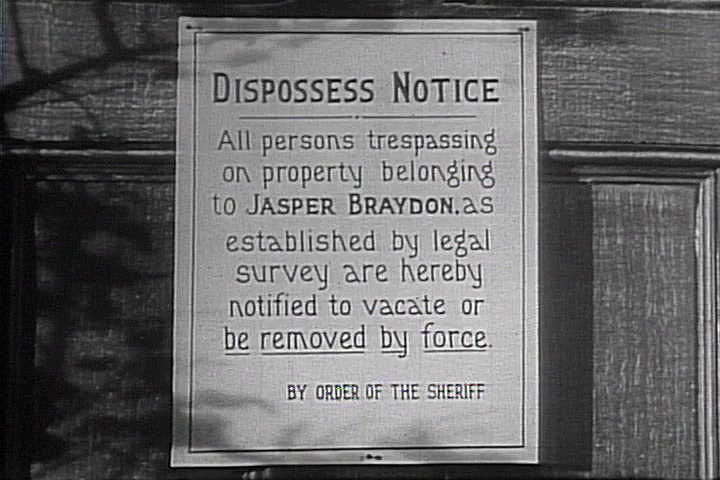 DISPOSSESS NOTICE
All persons trespassing
on property belonging
to JASPER BRAYDON, as
established by legal
survey are hereby
notified to vacate or
be removed by force.
BY ORDER OF THE SHERIFF